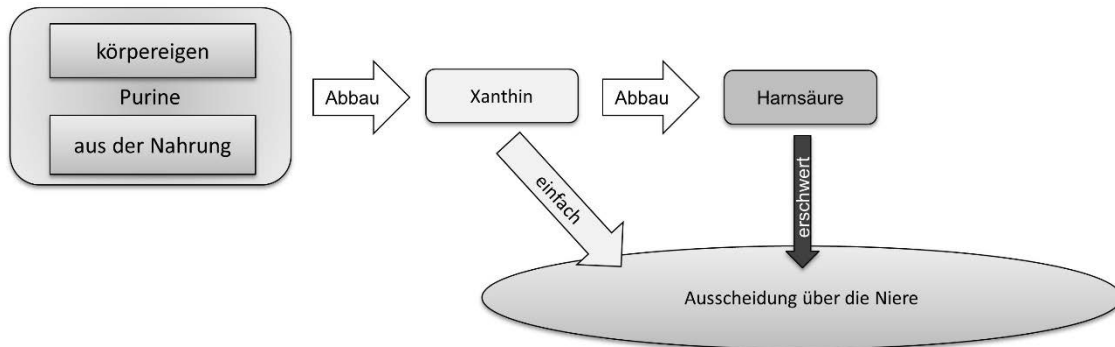 körpereigen
Purine
aus der Nahrung
Abbau
Xanthin
Abbau
Harnsäure
einfach
erschwert
Ausscheidung über die Niere